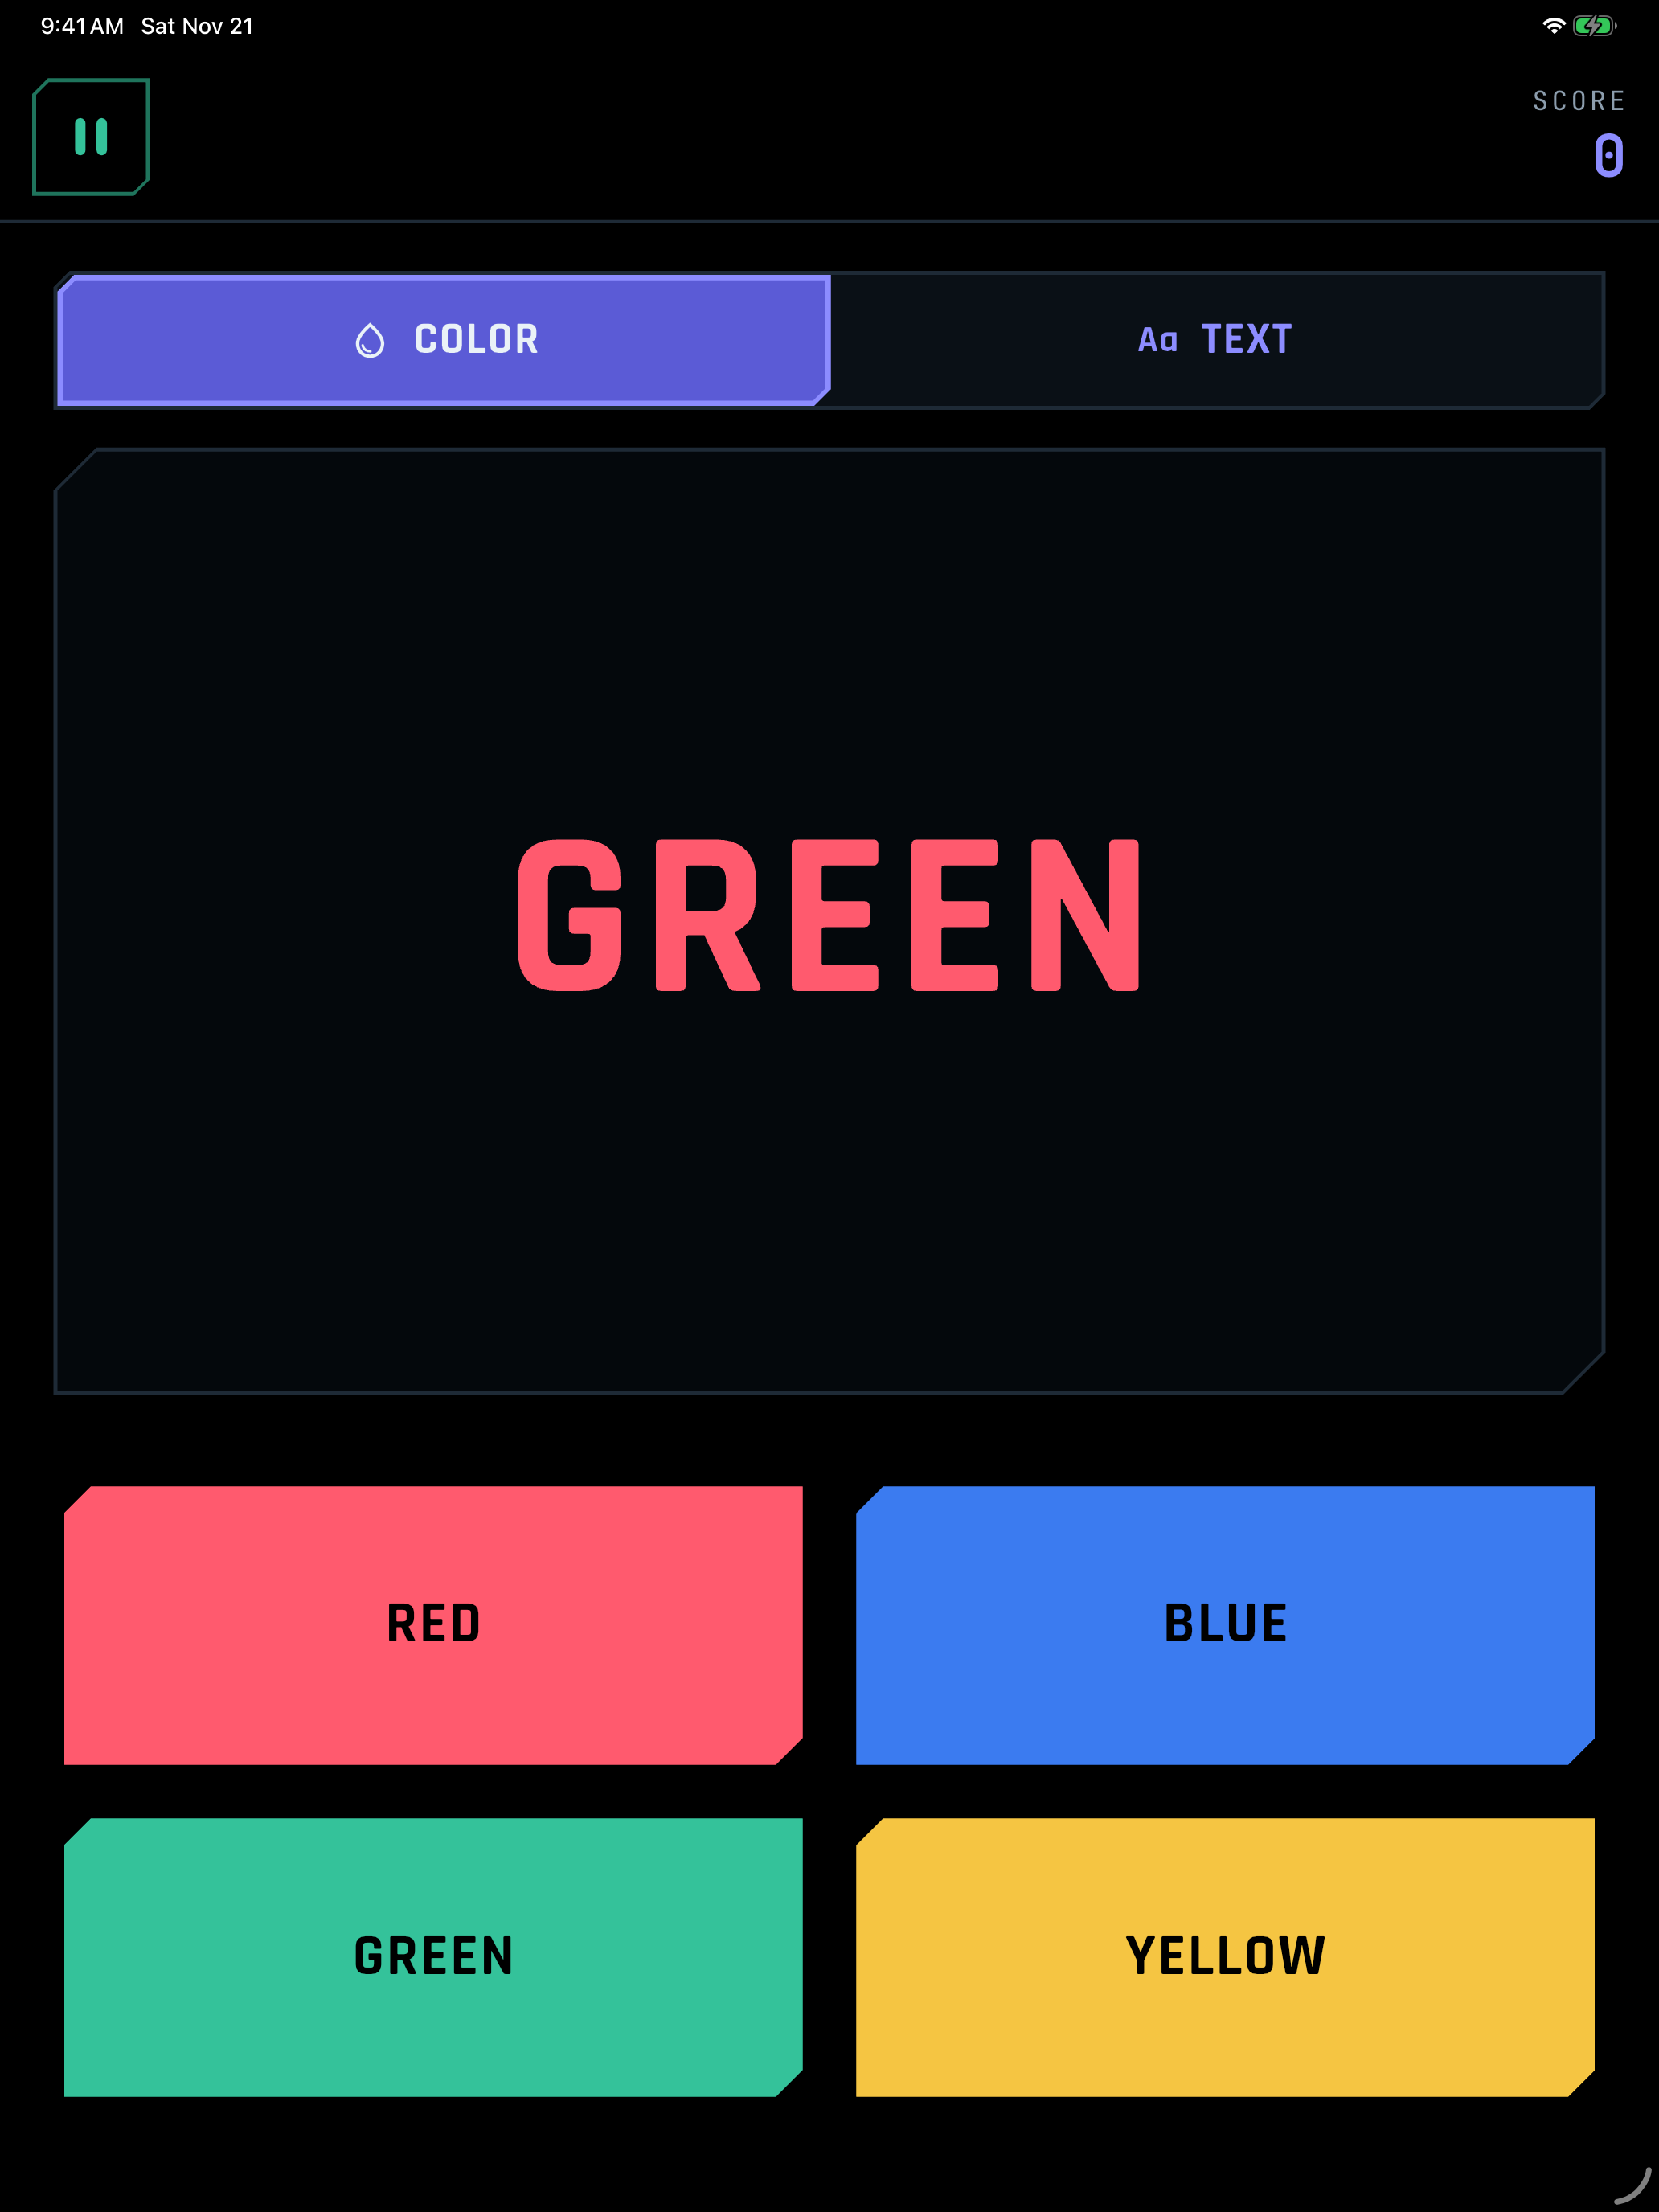 9:41 AM Sat Nov 21
SCORE
0
COLOR
Aa TEXT
GREEN
RED
BLUE
GREEN
YELLOW